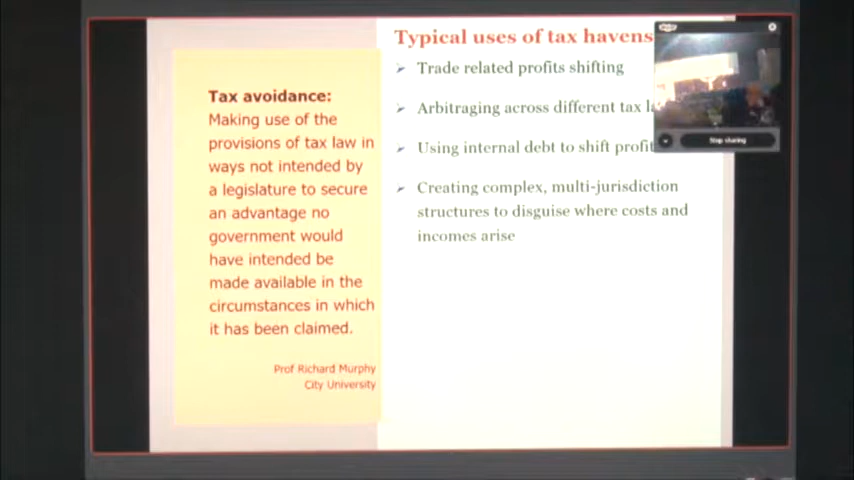 Tax avoidance:
Making use of the
provisions of tax law in
ways not intended by
a legislature to secure
an advantage no
government would
have intended be
made available in the
circumstances in which
it has been claimed.
Prof Richard Murphy
City University
Typical uses of tax havens
Trade related profits shifting
Arbitraging across different tax
Using internal debt to shift
Creating complex, multi-jurisdiction
structures to disguise where costs and
incomes arise
Stop sharing